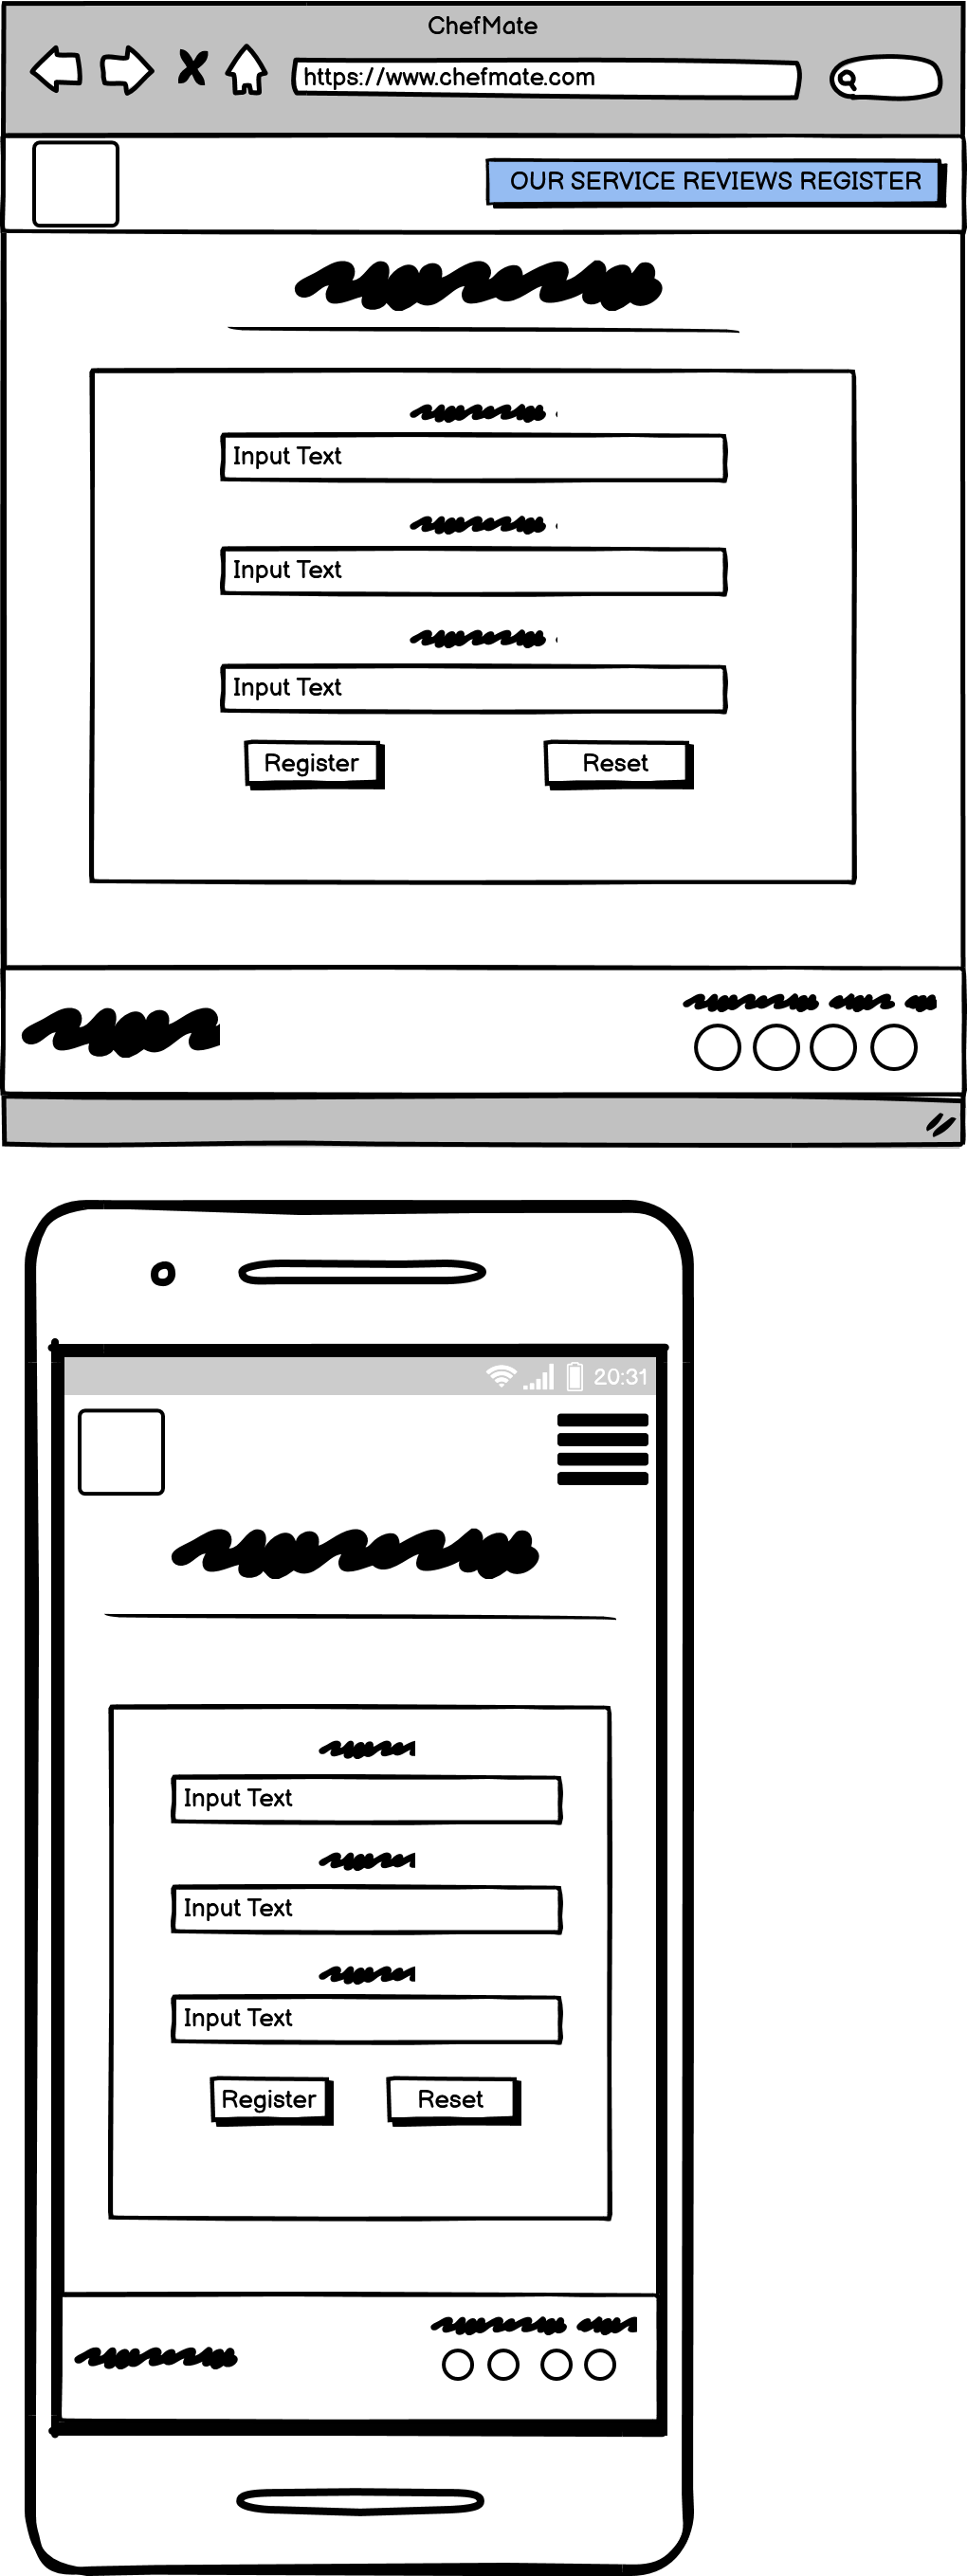 ChefMate
https://www.chefmate.com
OUR SERVICE REVIEWS REGISTER
Input Text
Input Text
Input Text
Register Reset
20:31
Input Text
Input Text
Input Text
Register Reset